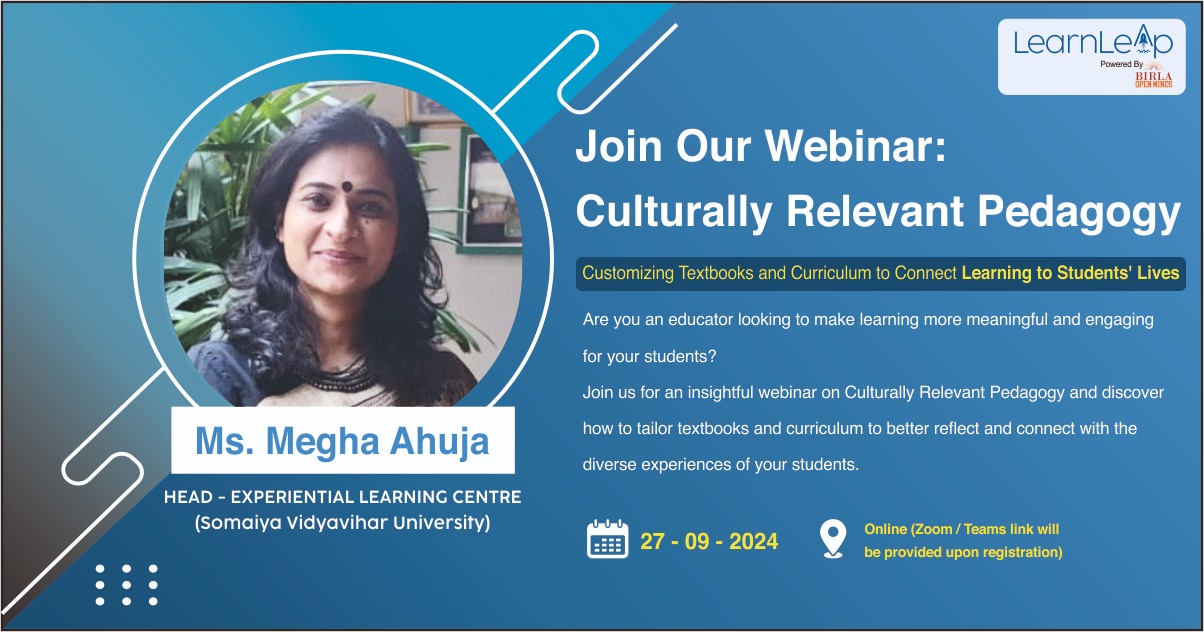 LearnLeap
Powered By
BIRLA
OPEN MINDS
Join Our Webinar:
Culturally Relevant Pedagogy
Customizing Textbooks and Curriculum to Connect Learning to Students' Lives
Are you an educator looking to make learning more meaningful and engaging
for your students?
Join us for an insightful webinar on Culturally Relevant Pedagogy and discover
how to tailor textbooks and curriculum to better reflect and connect with the
diverse experiences of your students.
Ms. Megha Ahuja
HEAD - EXPERIENTIAL LEARNING CENTRE
(Somaiya Vidyavihar University)
27 - 09 - 2024
Online (Zoom / Teams link will
be provided upon registration)